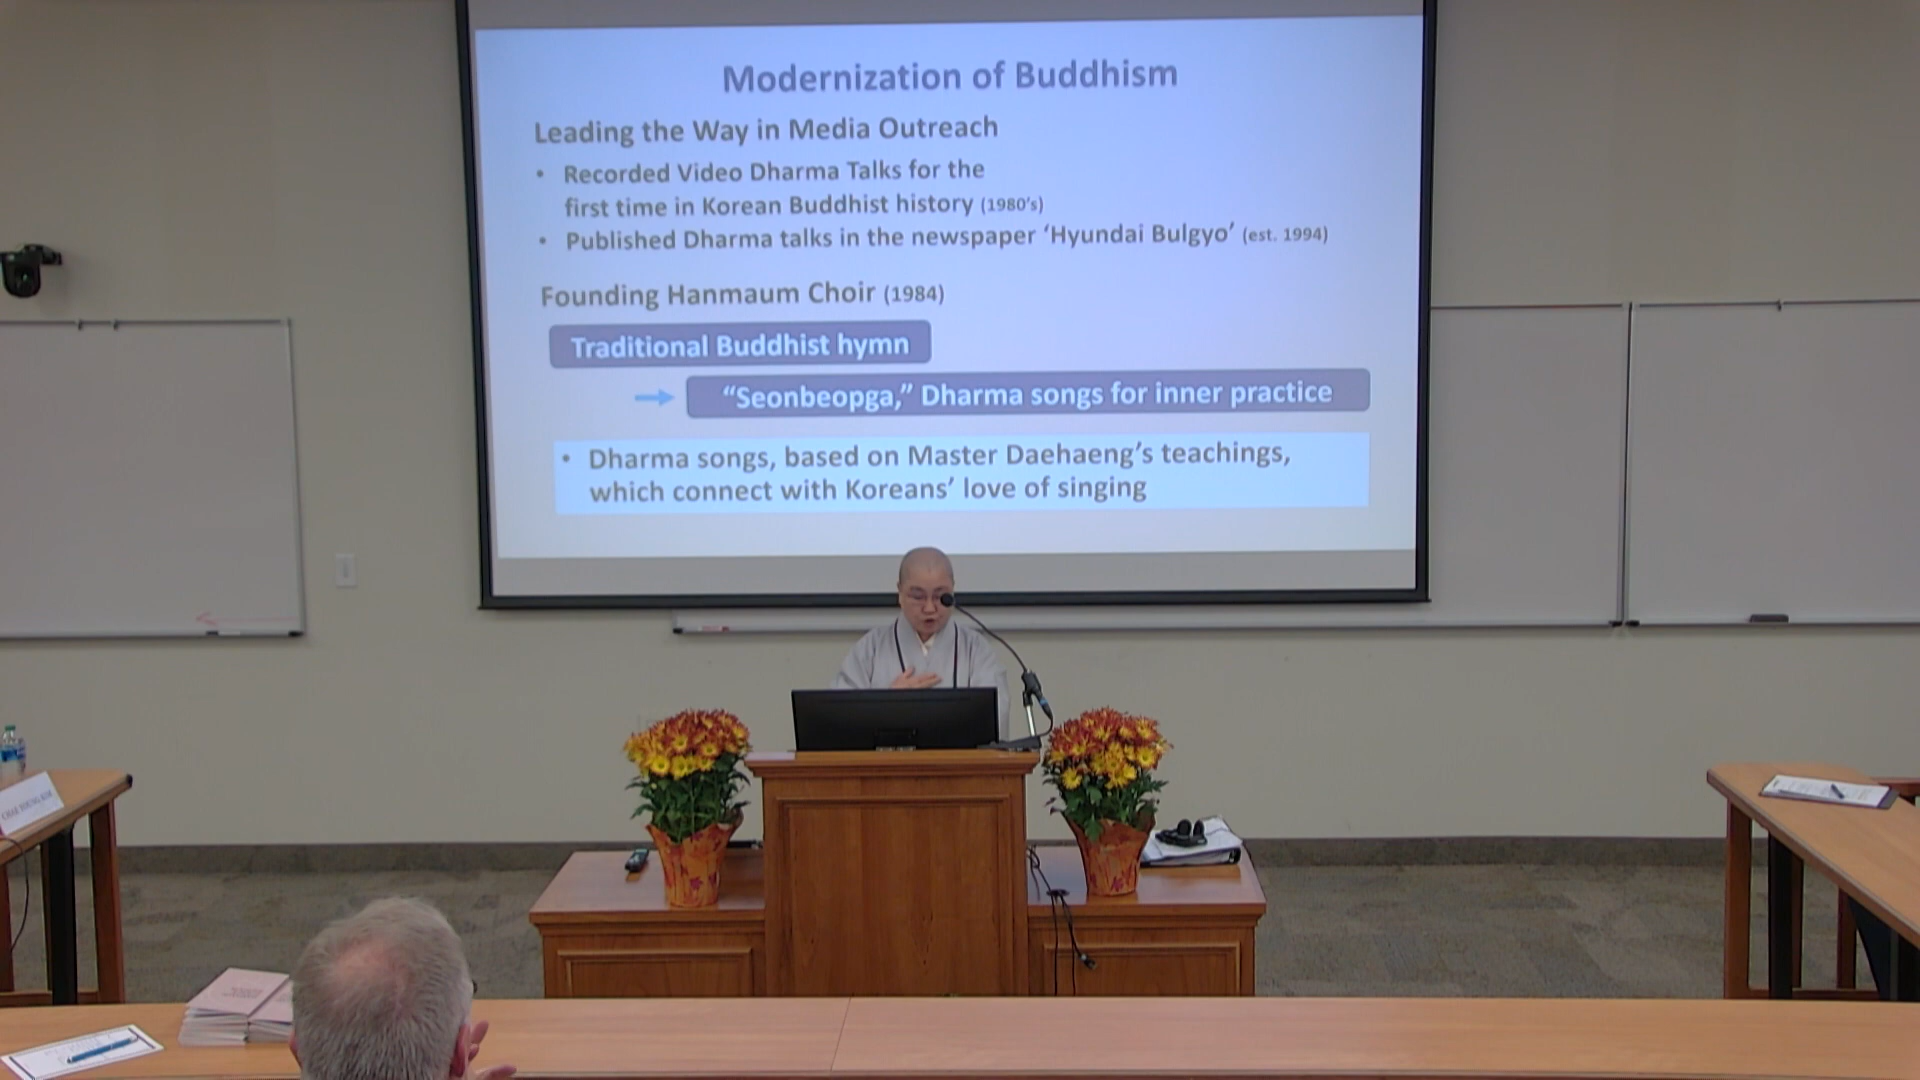 Modernization of Buddhism
Leading the Way in Media Outreach
• Recorded Video Dharma Talks for the
first time in Korean Buddhist history (1980's)
• Published Dharma talks in the newspaper ‘Hyundai Bulgyo’ (est. 1994)
Founding Hanmaum Choir (1984)
Traditional Buddhist hymn
“Seonbeopga,” Dharma songs for inner practice
• Dharma songs, based on Master Daehaeng’s teachings,
which connect with Koreans’ love of singing